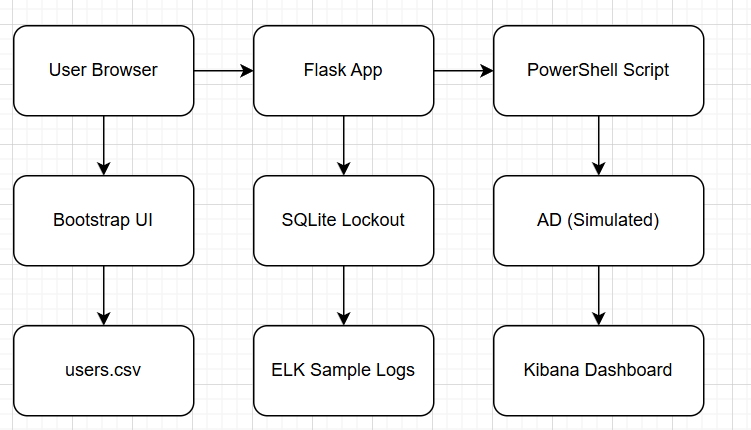 User Browser
Flask App
PowerShell Script
Bootstrap UI
SQLite Lockout
AD (Simulated)
users.csv
ELK Sample Logs
Kibana Dashboard